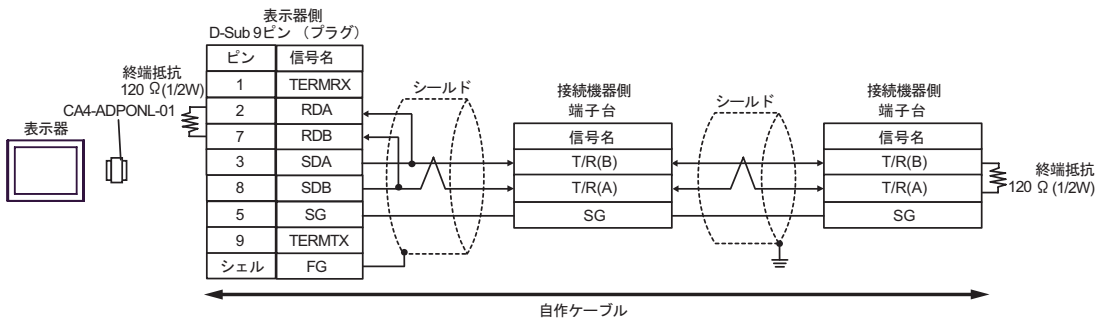 表示器側
D-Sub 9ピン （プラグ）
ピン 信号名
1 TERMRX
2 RDA
7 RDB
3 SDA
8 SDB
5 SG
9 TERMTX
シェル FG
終端抵抗
120 Ω(1/2W)
CA4-ADPONL-01
表示器
シールド
接続機器側
端子台
信号名
T/R(B)
T/R(A)
SG
シールド
接続機器側
端子台
信号名
T/R(B)
T/R(A)
SG
終端抵抗
120 Ω (1/2W)
自作ケーブル